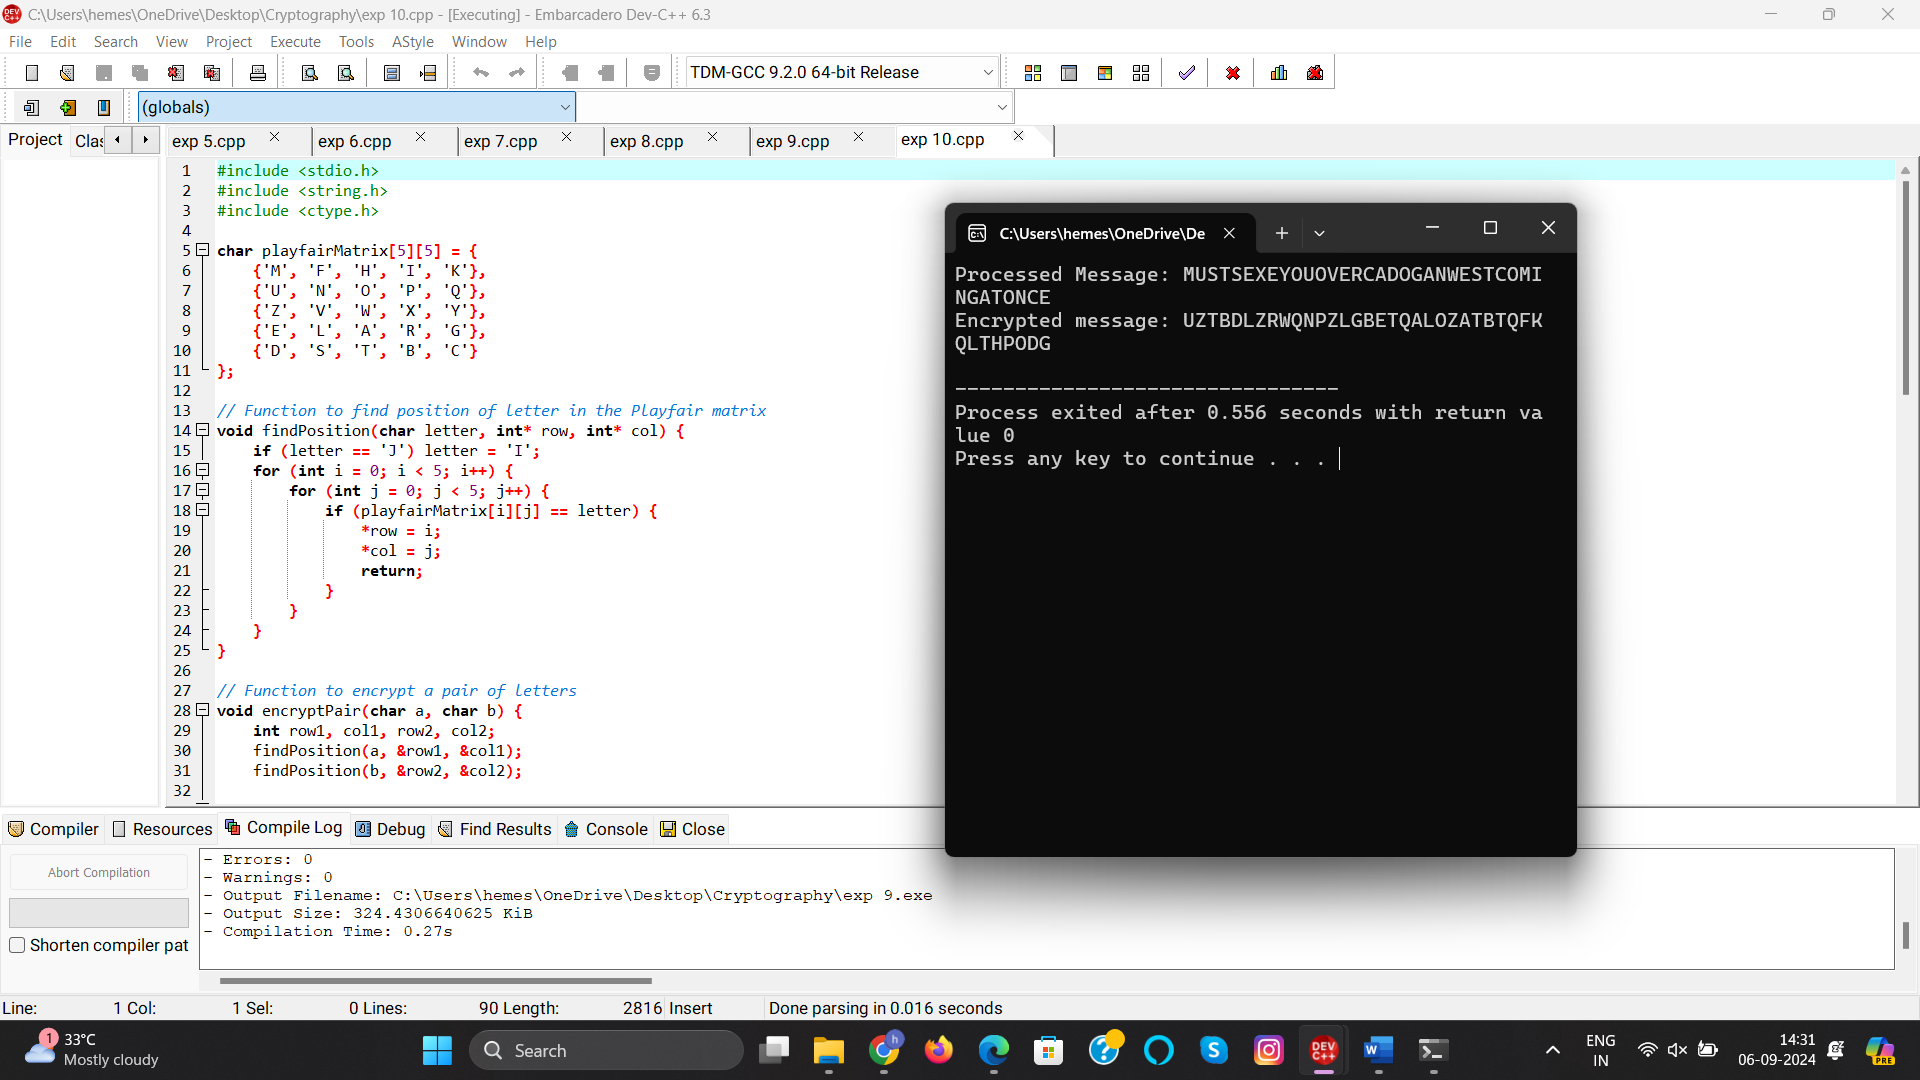 C:\Users\hemes\OneDrive\Desktop\Cryptography\exp 10.cpp - [Executing] - Embarcadero Dev-C++ 6.3
File Edit Search View Project Execute Tools AStyle Window Help
TDM-GCC 9.2.0 64-bit Release
(globals)
Project Clas exp 5.cpp exp 6.cpp exp 7.cpp exp 8.cpp exp 9.cpp exp 10.cpp
1 #include <stdio.h>
2 #include <string.h>
3 #include <ctype.h>
4
5 char playfairMatrix[5][5] = {
6 {'M', 'F', 'H', 'I', 'K'},
7 {'U', 'N', 'O', 'P', 'Q'},
8 {'Z', 'V', 'W', 'X', 'Y'},
9 {'E', 'L', 'A', 'R', 'G'},
10 {'D', 'S', 'T', 'B', 'C'}
11 };
12
13 // Function to find position of letter in the Playfair matrix
14 void findPosition(char letter, int* row, int* col) {
15 if (letter == 'J') letter = 'I';
16 for (int i = 0; i < 5; i++) {
17 for (int j = 0; j < 5; j++) {
18 if (playfairMatrix[i][j] == letter) {
19 *row = i;
20 *col = j;
21 return;
22 }
23 }
24 }
25 }
26
27 // Function to encrypt a pair of letters
28 void encryptPair(char a, char b) {
29 int row1, col1, row2, col2;
30 findPosition(a, &row1, &col1);
31 findPosition(b, &row2, &col2);
32
C:\Users\hemes\OneDrive\De
Processed Message: MUSTSEXEYOUOVERCADOGANWESTCOMI
NGATONCE
Encrypted message: UZTBDLZRWQNPZLGBETQALOZATBTQFK
QLTHPODG
--------------------------------
Process exited after 0.556 seconds with return va
lue 0
Press any key to continue . . .
Compiler Resources Compile Log Debug Find Results Console Close
Abort Compilation
Shorten compiler pat
- Errors: 0
- Warnings: 0
- Output Filename: C:\Users\hemes\OneDrive\Desktop\Cryptography\exp 9.exe
- Output Size: 324.4306640625 KiB
- Compilation Time: 0.27s
Line: 1 Col: 1 Sel: 0 Lines: 90 Length: 2816 Insert Done parsing in 0.016 seconds
1
33°C
Mostly cloudy
Search
h
DEV C++
ENG
IN
14:31
06-09-2024
PRE